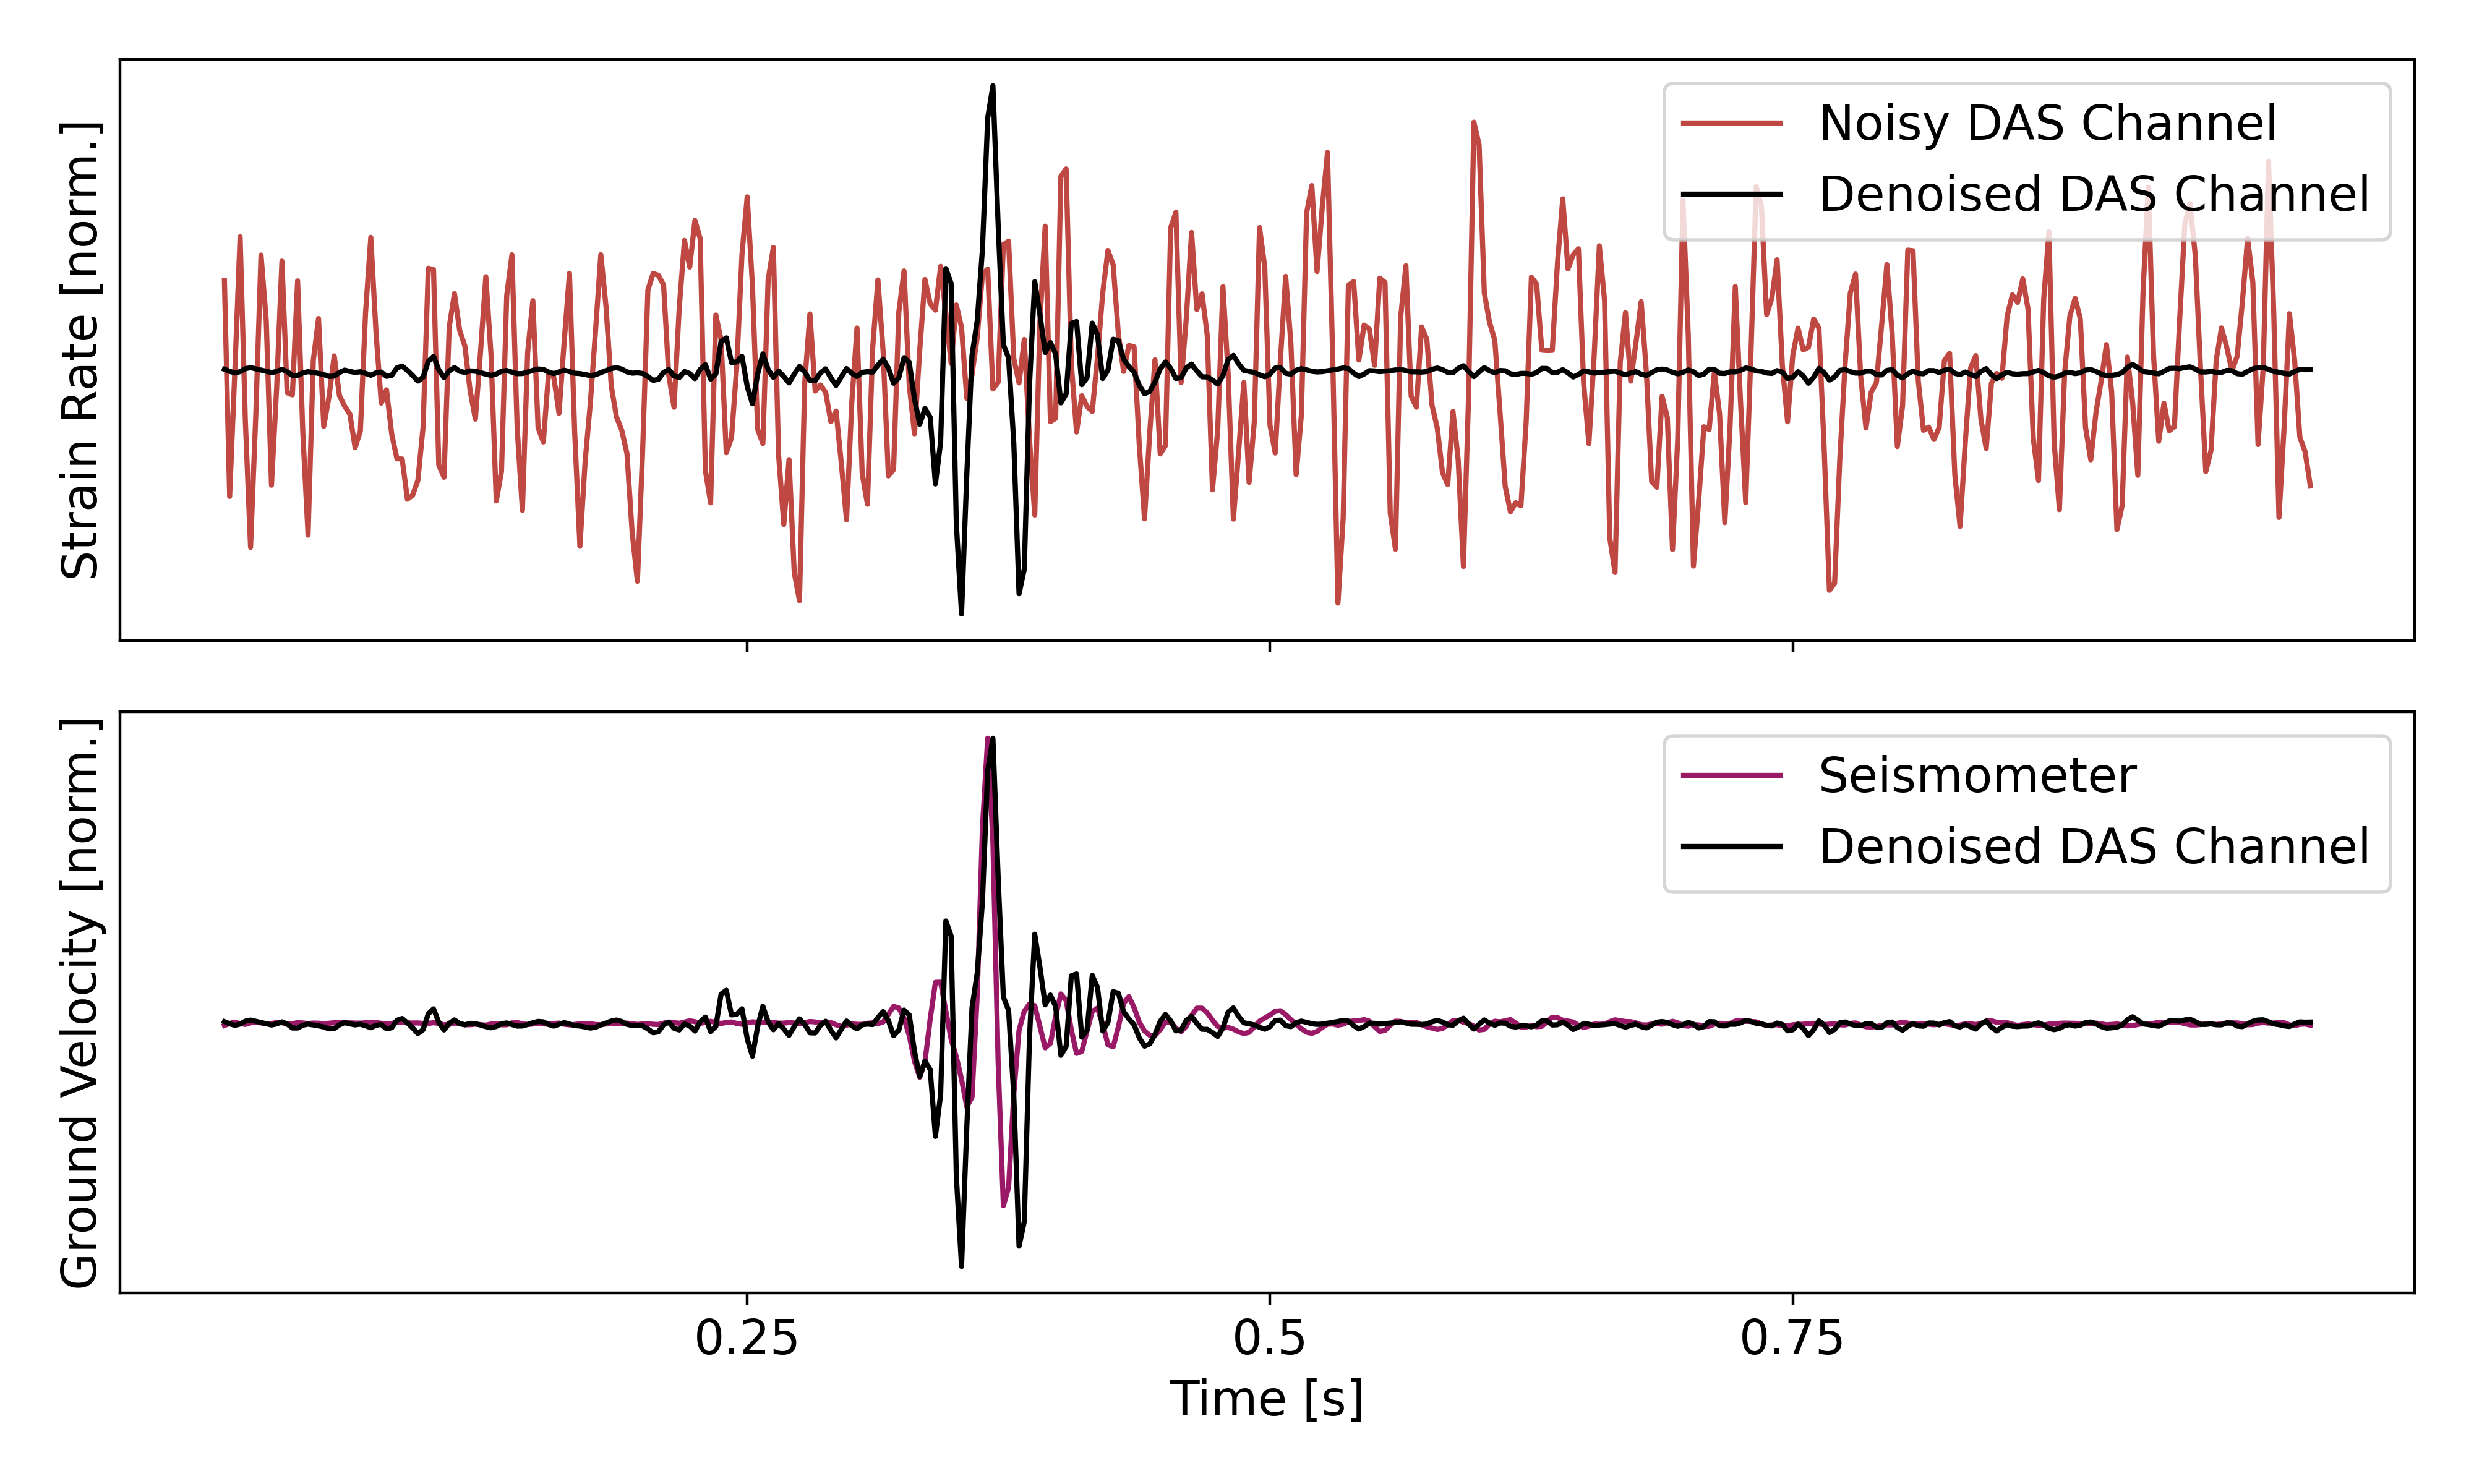 Strain Rate [norm.]
Noisy DAS Channel
Denoised DAS Channel
Ground Velocity [norm.]
Seismometer
Denoised DAS Channel
0.25
0.5
0.75
Time [s]